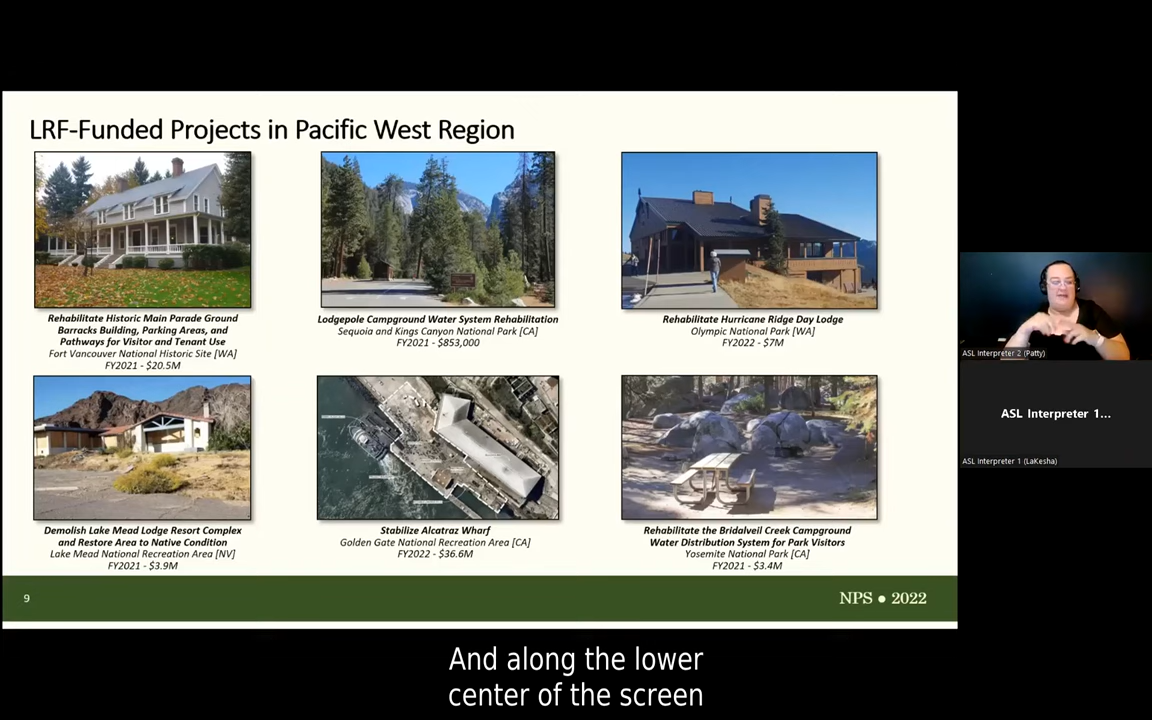 LRF-Funded Projects in Pacific West Region
Rehabilitate Historic Main Parade Ground
Barracks Building, Parking Areas, and
Pathways for Visitor and Tenant Use
Fort Vancouver National Historic Site [WA]
FY2021 - $20.5M
Lodgepole Campground Water System Rehabilitation
Sequoia and Kings Canyon National Park [CA]
FY2021 - $853,000
Rehabilitate Hurricane Ridge Day Lodge
Olympic National Park [WA]
FY2022 - $7M
Demolish Lake Mead Lodge Resort Complex
and Restore Area to Native Condition
Lake Mead National Recreation Area [NV]
FY2021 - $3.9M
Stabilize Alcatraz Wharf
Golden Gate National Recreation Area [CA]
FY2022 - $36.6M
Rehabilitate the Bridalveil Creek Campground
Water Distribution System for Park Visitors
Yosemite National Park [CA]
FY2021 - $3.4M
9
NPS ● 2022
ASL Interpreter 2 (Patty)
ASL Interpreter 1...
ASL Interpreter 1 (LaKesha)
And along the lower
center of the screen